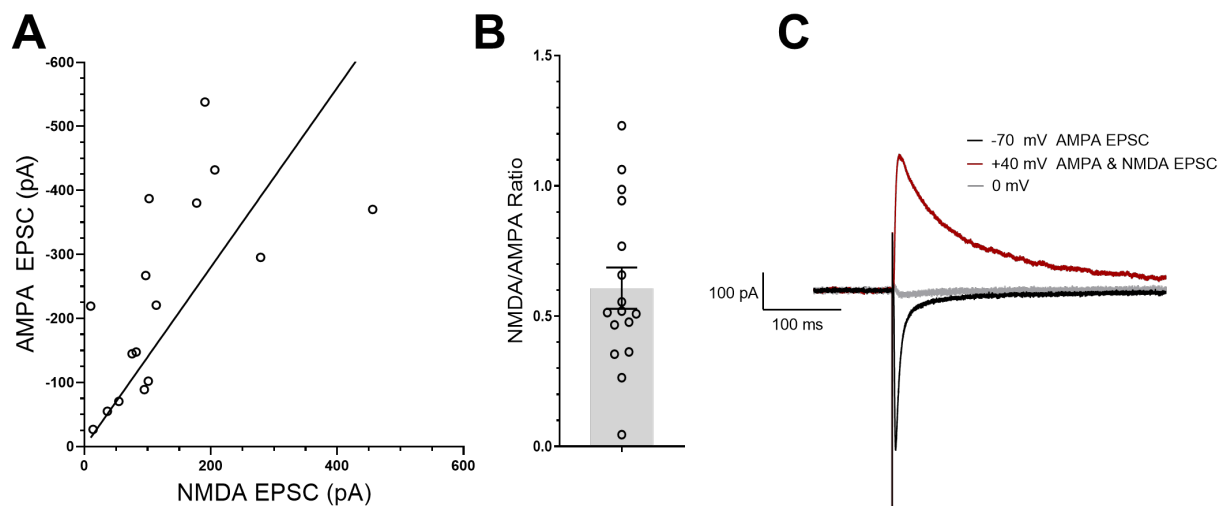 A
AMPA EPSC (pA)
-600
-500
-400
-300
-200
-100
0
0 200 400 600
NMDA EPSC (pA)
B
NMDA/AMPA Ratio
1.5
1.0
0.5
0.0
C
-70 mV AMPA EPSC
+40 mV AMPA & NMDA EPSC
0 mV
100 pA
100 ms